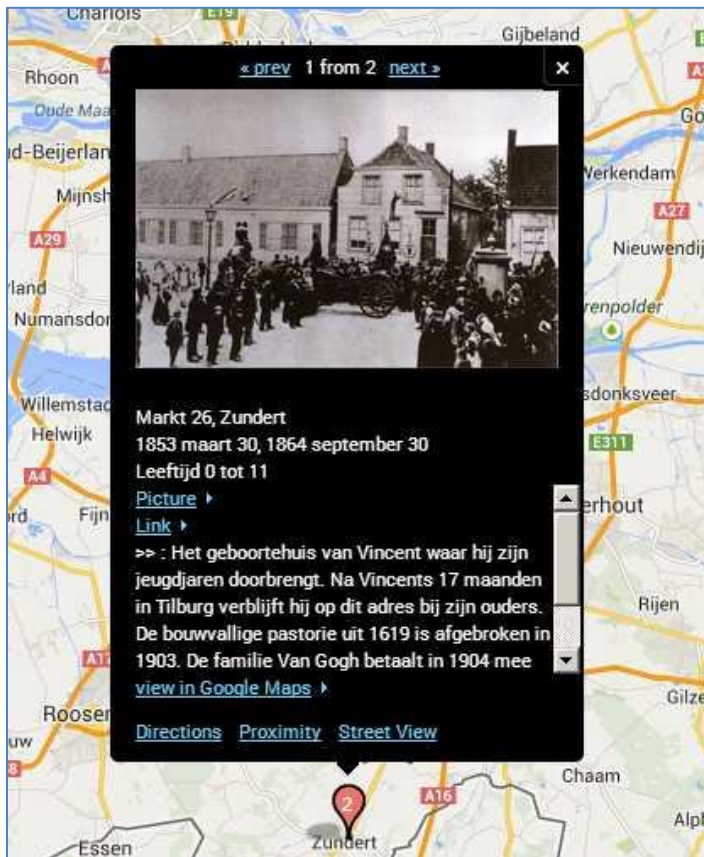 Charlois
E19
Gijbeland
Rhoon
« prev 1 from 2 next »
×
Oude Maa
Go
d-Beijerlan
Werkendam
Mijnsh
A27
A29
Nieuwendij
land
renpolder
Numansdor
Willemstad
sdonksveer
Markt 26, Zundert
Helwijk
1853 maart 30, 1864 september 30
E311
A4
Leeftijd 0 tot 11
Picture
erhout
Fijn
Link
>> : Het geboortehuis van Vincent waar hij zijn
jeugdjaren doorbrengt. Na Vincents 17 maanden
in Tilburg verblijft hij op dit adres bij zijn ouders.
Rijen
De bouwvallige pastorie uit 1619 is afgebroken in
1903. De familie Van Gogh betaalt in 1904 mee
A17
view in Google Maps
Gilze
Roosen
Directions Proximity Street View
uw
Chaam
2
A16
Alp
Zundert
Essen